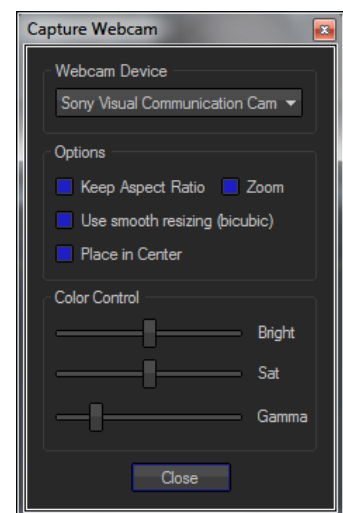 Capture Webcam
Webcam Device
Sony Visual Communication Cam
Options
Keep Aspect Ratio Zoom
Use smooth resizing (bicubic)
Place in Center
Color Control
Bright
Sat
Gamma
Close